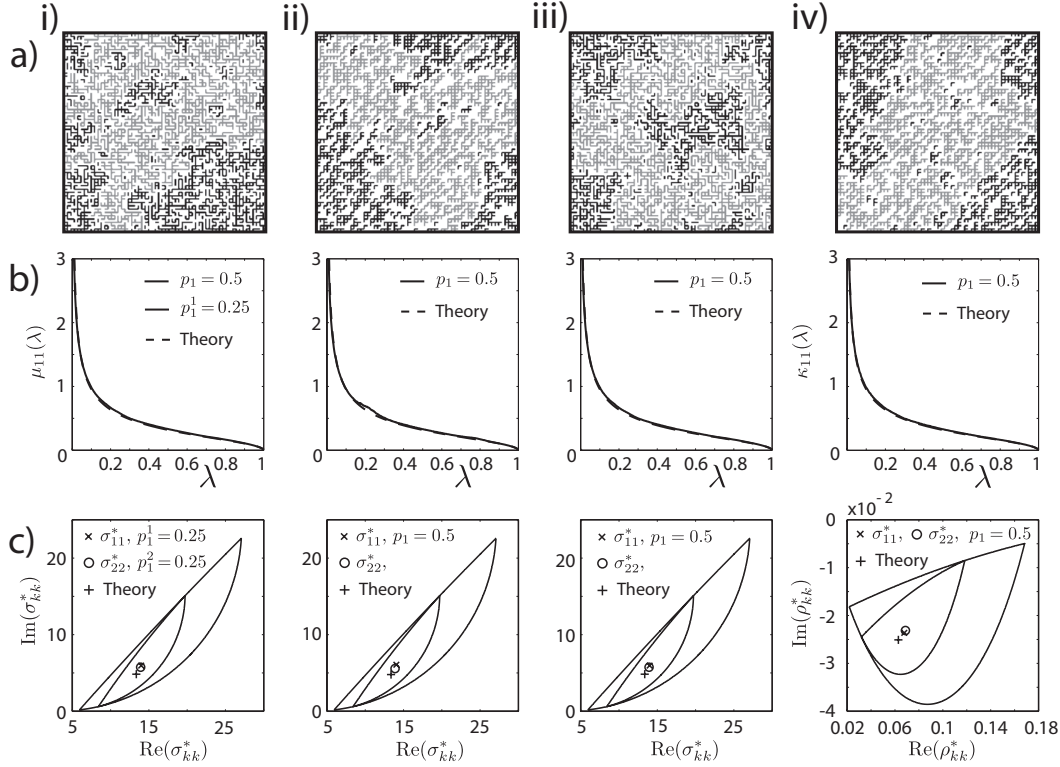 i) ii) iii) iv)
a)
b)
3
2
1
0
μ₁₁(λ)
p₁ = 0.5
p₁¹ = 0.25
Theory
0.2 0.4 0.6 0.8 1
λ
3
2
1
0
p₁ = 0.5
Theory
0.2 0.4 0.6 0.8 1
λ
3
2
1
0
p₁ = 0.5
Theory
0.2 0.4 0.6 0.8 1
λ
3
2
1
0
κ₁₁(λ)
p₁ = 0.5
Theory
0.2 0.4 0.6 0.8 1
λ
c)
20
10
0
Im(σ*ₖₖ)
× σ*₁₁, p₁¹ = 0.25
○ σ*₂₂, p₁² = 0.25
+ Theory
5 15 25
Re(σ*ₖₖ)
20
10
0
× σ*₁₁, p₁ = 0.5
○ σ*₂₂,
+ Theory
5 15 25
Re(σ*ₖₖ)
20
10
0
× σ*₁₁, p₁ = 0.5
○ σ*₂₂,
+ Theory
5 15 25
Re(σ*ₖₖ)
x10⁻²
0
-1
-2
-3
-4
Im(ρ*ₖₖ)
× σ*₁₁, ○ σ*₂₂, p₁ = 0.5
+ Theory
0.02 0.06 0.1 0.14 0.18
Re(ρ*ₖₖ)